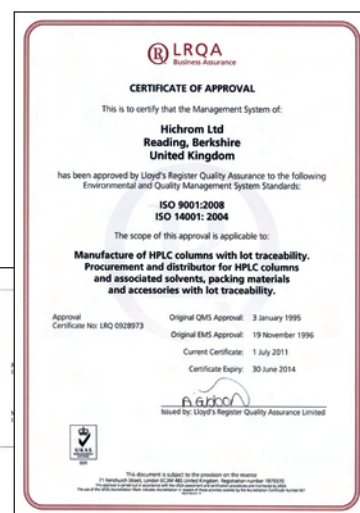 LRQA
Business Assurance
CERTIFICATE OF APPROVAL
This is to certify that the Management System of:
Hichrom Ltd
Reading, Berkshire
United Kingdom
has been approved by Lloyd's Register Quality Assurance to the following
Environmental and Quality Management System Standards:
ISO 9001:2008
ISO 14001: 2004
The scope of this approval is applicable to:
Manufacture of HPLC columns with lot traceability.
Procurement and distributor for HPLC columns
and associated solvents, packing materials
and accessories with lot traceability.
Approval
Certificate No: LRQ 0928973
Original QMS Approval: 3 January 1995
Original EMS Approval: 19 November 1996
Current Certificate: 1 July 2011
Certificate Expiry: 30 June 2014
Issued by: Lloyd's Register Quality Assurance Limited
UKAS
This document is subject to the provision on the reverse